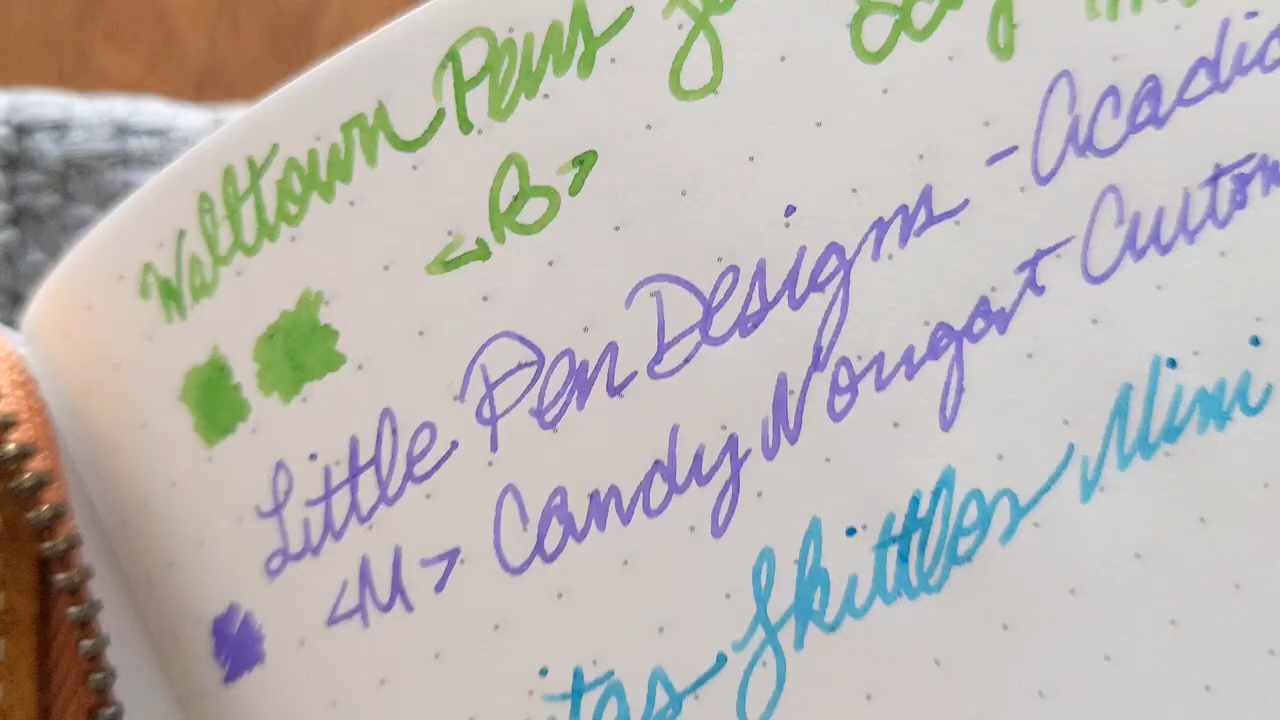 Walltown Pens
<B>
Little Pen Designs - Acadia
<M> Candy Nougat Custom
Skittles Mini